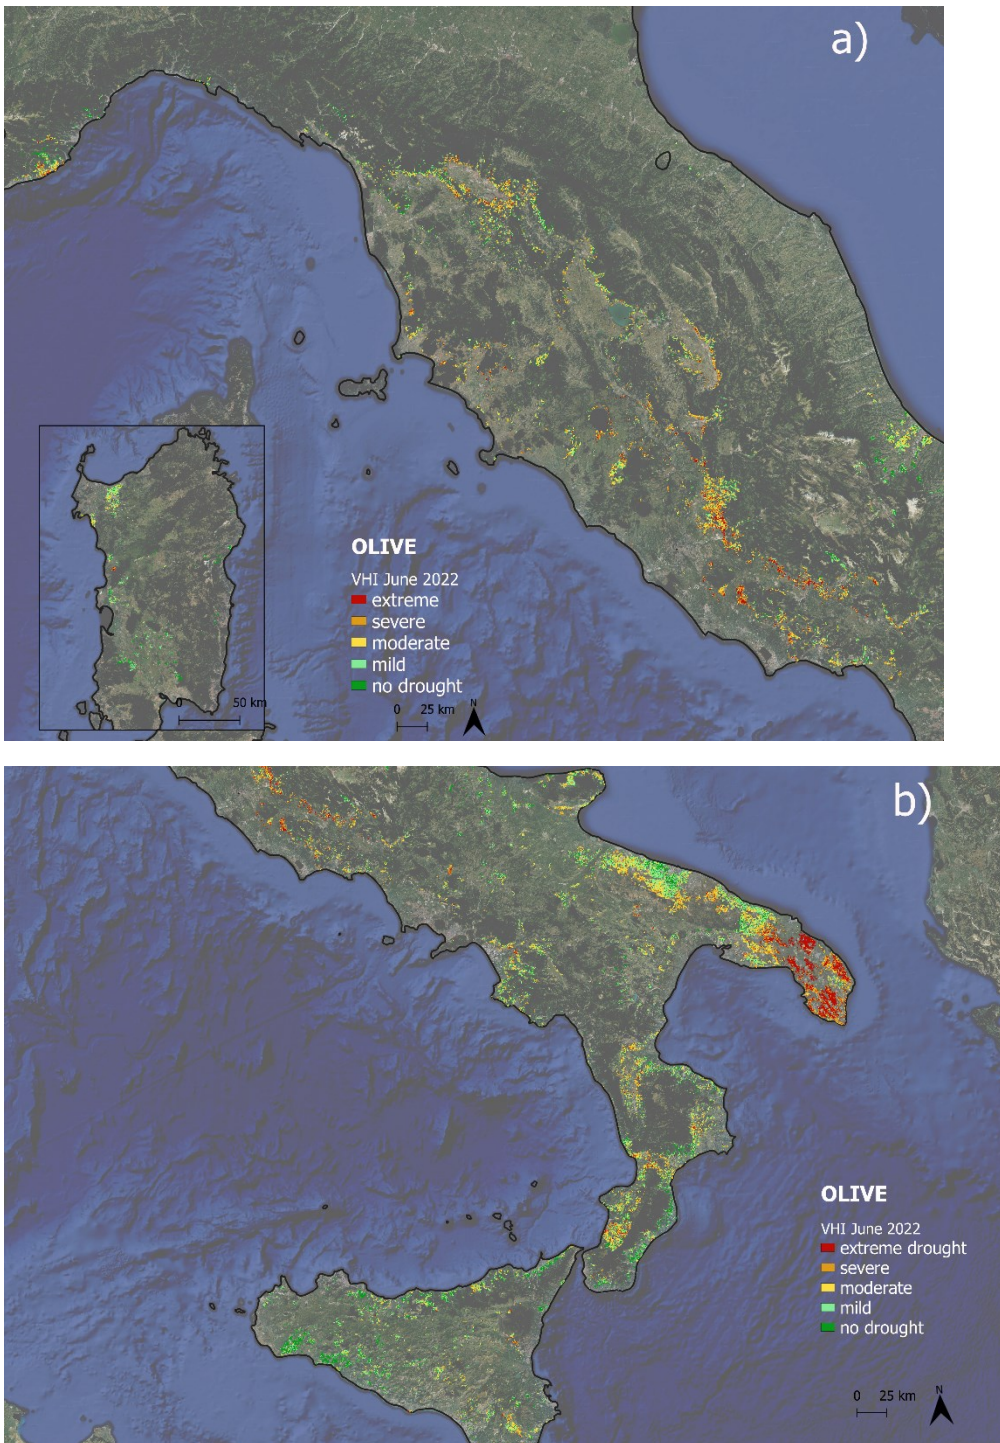 a)
OLIVE
VHI June 2022
extreme
severe
moderate
mild
no drought
0 50 km
0 25 km
N
b)
OLIVE
VHI June 2022
extreme drought
severe
moderate
mild
no drought
0 25 km
N